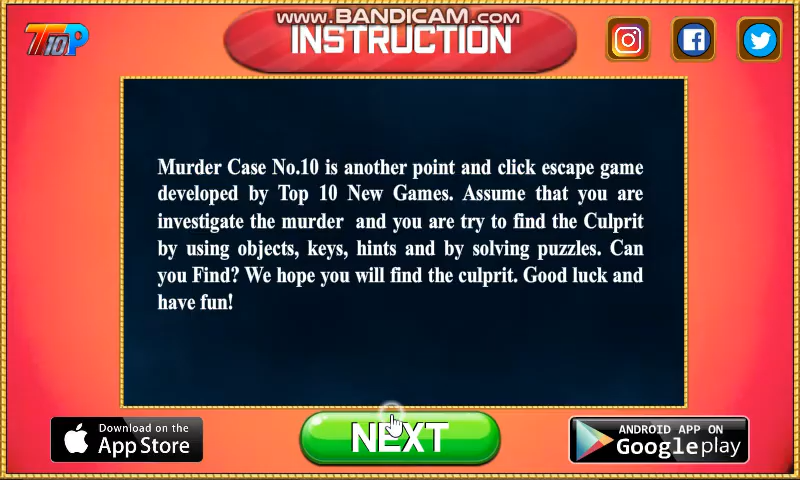 www.BANDICAM.com
T10P
INSTRUCTION
Murder Case No.10 is another point and click escape game
developed by Top 10 New Games. Assume that you are
investigate the murder and you are try to find the Culprit
by using objects, keys, hints and by solving puzzles. Can
you Find? We hope you will find the culprit. Good luck and
have fun!
Download on the
App Store
NEXT
ANDROID APP ON
Google play